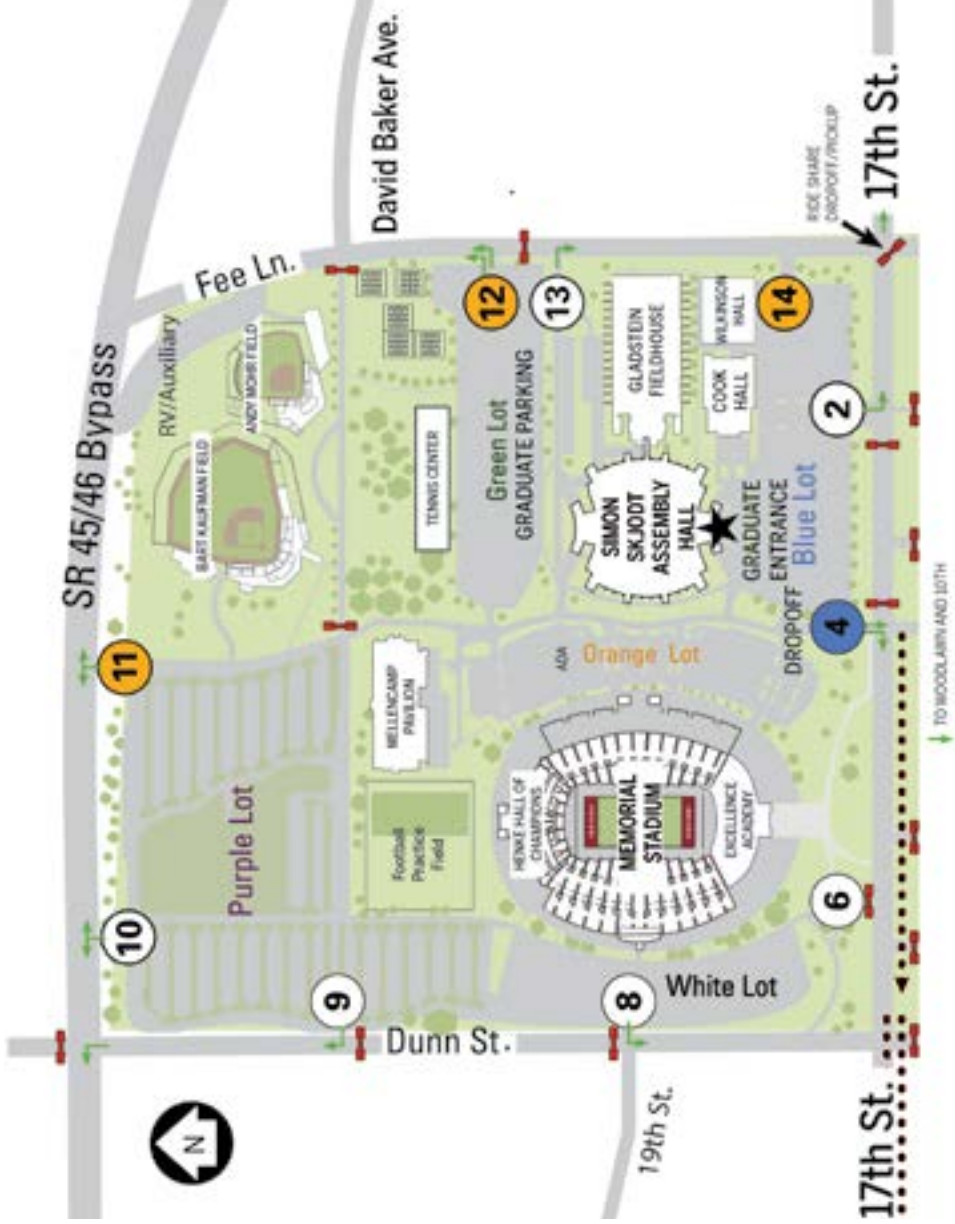 SR 45/46 Bypass
Fee Ln.
David Baker Ave.
RV/Auxiliary
ANDY MOHR FIELD
BART KAUFMAN FIELD
11
10
Purple Lot
TENNIS CENTER
12
13
Green Lot
GRADUATE PARKING
MELLENCAMP
PAVILION
Football
Practice
Field
9
GLADSTEIN
FIELDHOUSE
WILKINSON
HALL
COOK
HALL
14
SIMON
SKJODT
ASSEMBLY
HALL
ADA
Orange Lot
HENKE HALL OF
CHAMPIONS
MEMORIAL
STADIUM
EXCELLENCE
ACADEMY
GRADUATE
ENTRANCE
Blue Lot
DROPOFF
4
2
6
8
White Lot
Dunn St.
19th St.
N
RIDE SHARE
DROPOFF/PICKUP
17th St.
17th St.
TO WOODLAWN AND 10TH